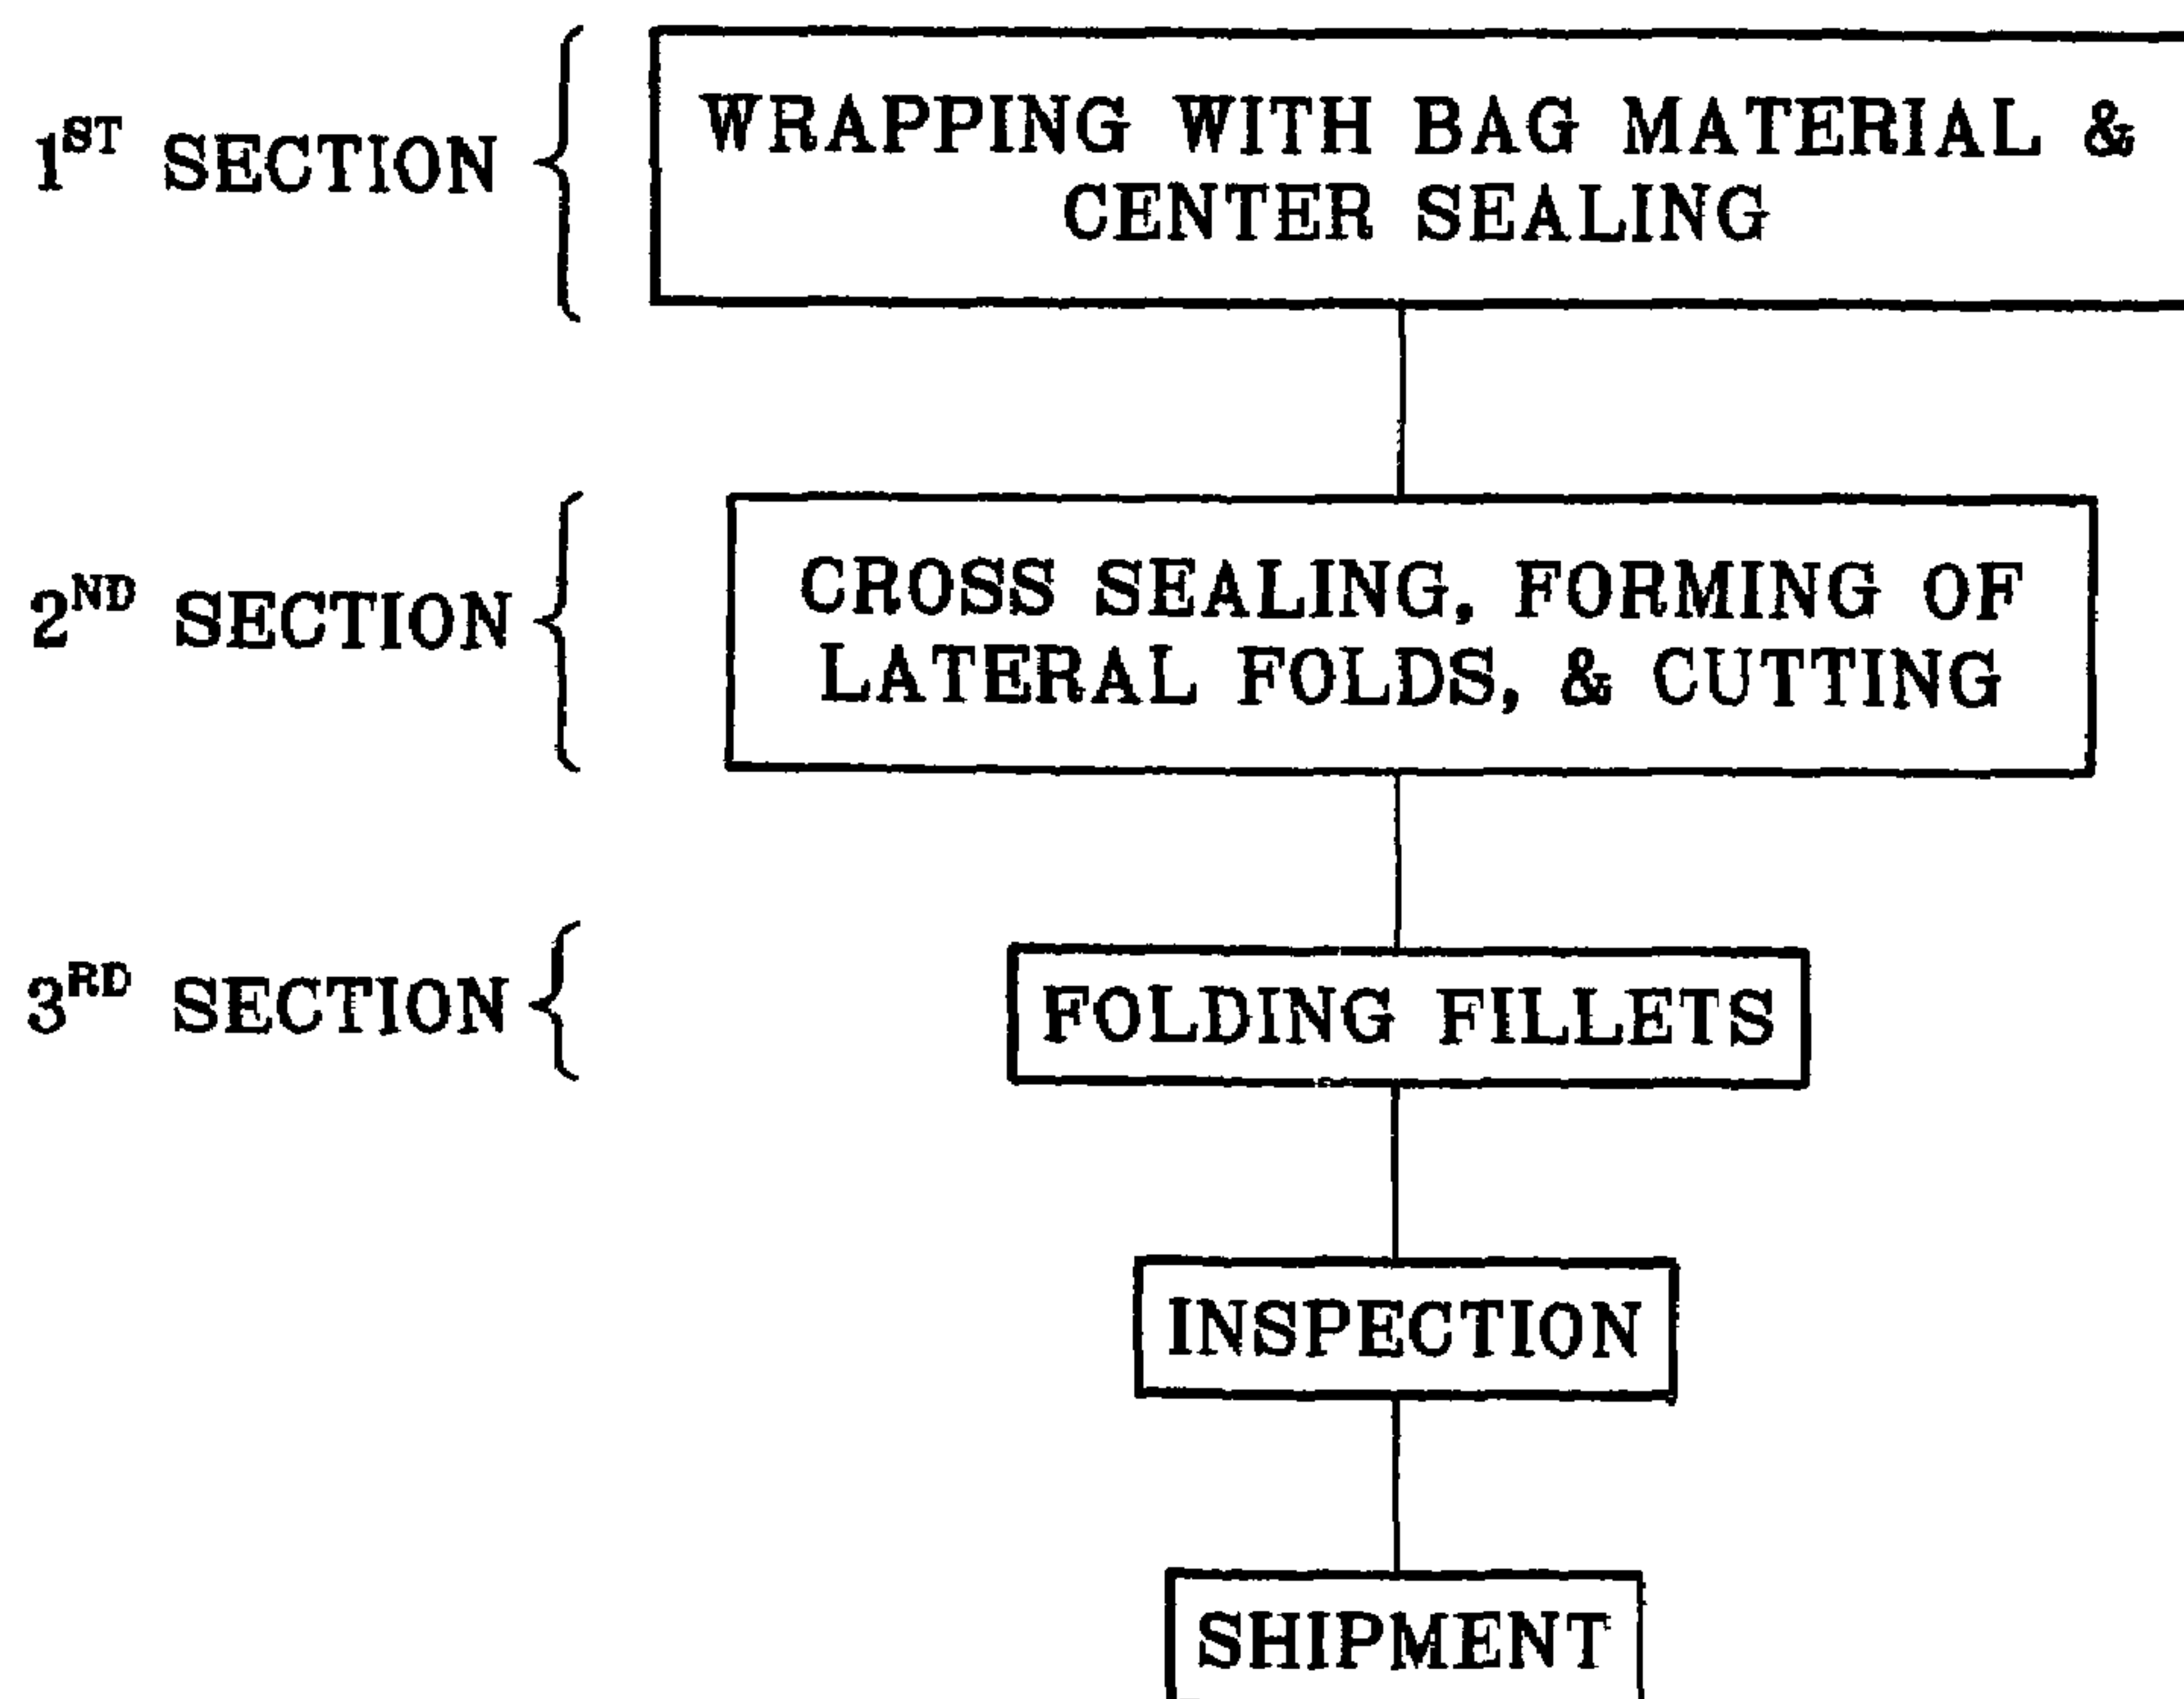 1ST SECTION
WRAPPING WITH BAG MATERIAL &
CENTER SEALING
2ND SECTION
CROSS SEALING, FORMING OF
LATERAL FOLDS, & CUTTING
3RD SECTION
FOLDING FILLETS
INSPECTION
SHIPMENT